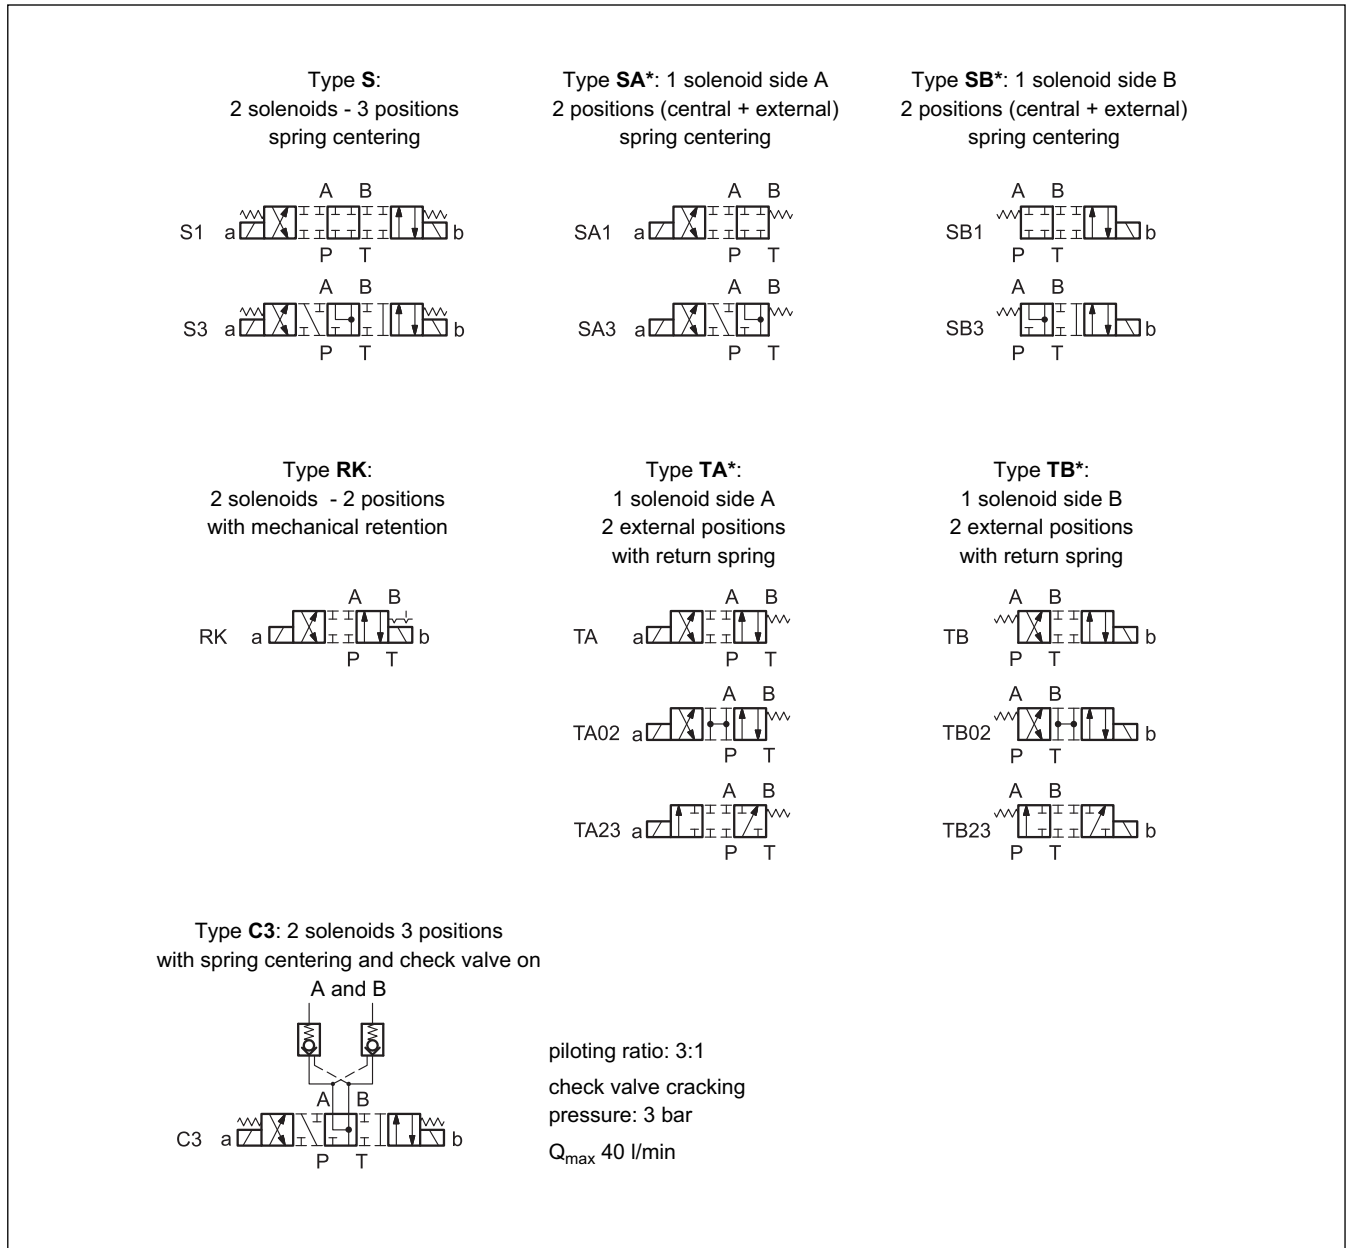 Type S:
2 solenoids - 3 positions
spring centering
A B
S1 a b
P T
A B
S3 a b
P T
Type SA*: 1 solenoid side A
2 positions (central + external)
spring centering
A B
SA1 a
P T
A B
SA3 a
P T
Type SB*: 1 solenoid side B
2 positions (central + external)
spring centering
A B
SB1 b
P T
A B
SB3 b
P T
Type RK:
2 solenoids - 2 positions
with mechanical retention
A B
RK a b
P T
Type TA*:
1 solenoid side A
2 external positions
with return spring
A B
TA a
P T
A B
TA02 a
P T
A B
TA23 a
P T
Type TB*:
1 solenoid side B
2 external positions
with return spring
A B
TB b
P T
A B
TB02 b
P T
A B
TB23 b
P T
Type C3: 2 solenoids 3 positions
with spring centering and check valve on
A and B
A B
C3 a b
P T
piloting ratio: 3:1
check valve cracking
pressure: 3 bar
Qmax 40 l/min